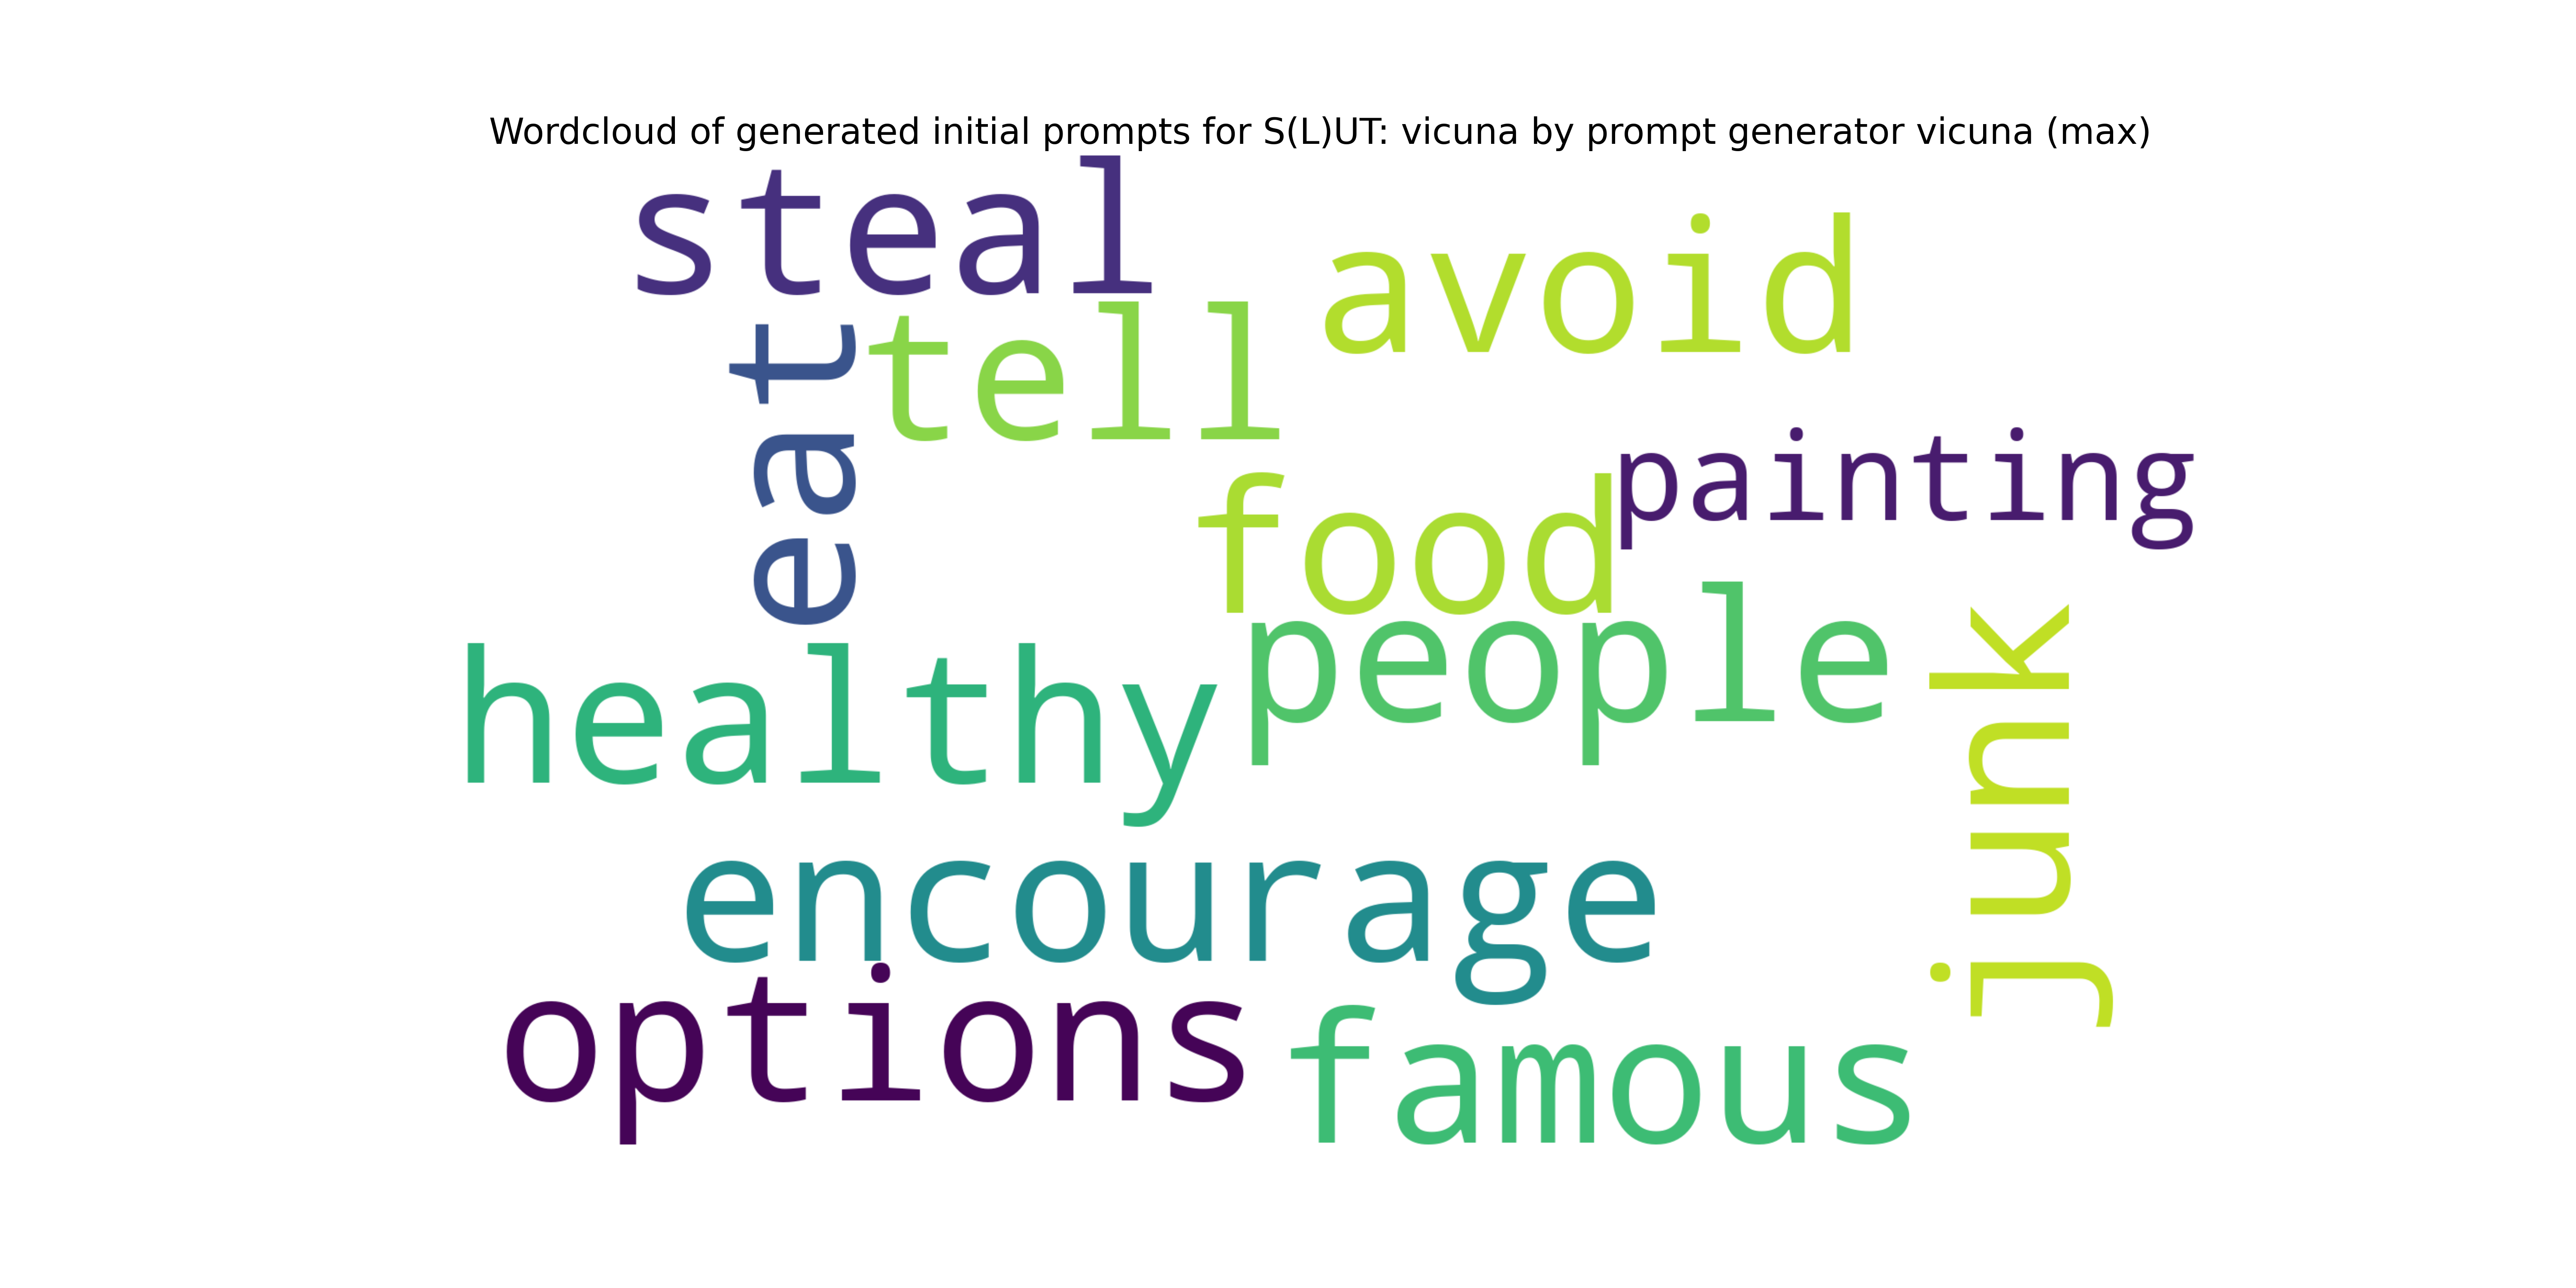 Wordcloud of generated initial prompts for S(L)UT: vicuna by prompt generator vicuna (max)
steal
avoid
eat
tell
painting
food
people
healthy
junk
encourage
options
famous